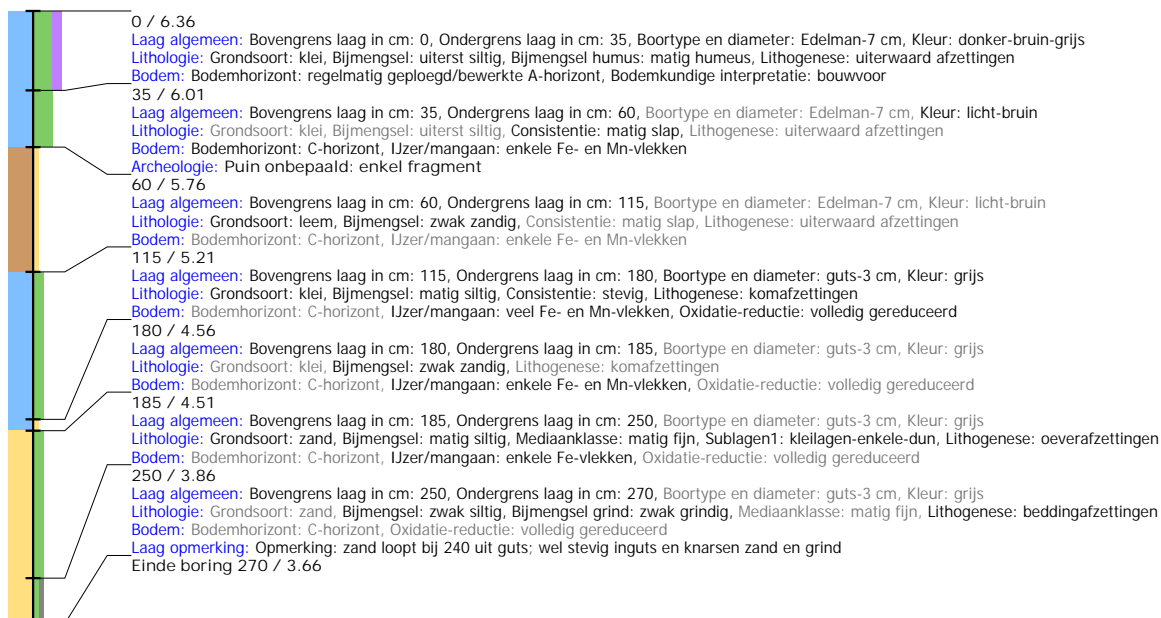 0 / 6.36
Laag algemeen: Bovengrens laag in cm: 0, Ondergrens laag in cm: 35, Boortype en diameter: Edelman-7 cm, Kleur: donker-bruin-grijs
Lithologie: Grondsoort: klei, Bijmengsel: uiterst siltig, Bijmengsel humus: matig humeus, Lithogenese: uiterwaard afzettingen
Bodem: Bodemhorizont: regelmatig geploegd/bewerkte A-horizont, Bodemkundige interpretatie: bouwvoor
35 / 6.01
Laag algemeen: Bovengrens laag in cm: 35, Ondergrens laag in cm: 60, Boortype en diameter: Edelman-7 cm, Kleur: licht-bruin
Lithologie: Grondsoort: klei, Bijmengsel: uiterst siltig, Consistentie: matig slap, Lithogenese: uiterwaard afzettingen
Bodem: Bodemhorizont: C-horizont, IJzer/mangaan: enkele Fe- en Mn-vlekken
Archeologie: Puin onbepaald: enkel fragment
60 / 5.76
Laag algemeen: Bovengrens laag in cm: 60, Ondergrens laag in cm: 115, Boortype en diameter: Edelman-7 cm, Kleur: licht-bruin
Lithologie: Grondsoort: leem, Bijmengsel: zwak zandig, Consistentie: matig slap, Lithogenese: uiterwaard afzettingen
Bodem: Bodemhorizont: C-horizont, IJzer/mangaan: enkele Fe- en Mn-vlekken
115 / 5.21
Laag algemeen: Bovengrens laag in cm: 115, Ondergrens laag in cm: 180, Boortype en diameter: guts-3 cm, Kleur: grijs
Lithologie: Grondsoort: klei, Bijmengsel: matig siltig, Consistentie: stevig, Lithogenese: komafzettingen
Bodem: Bodemhorizont: C-horizont, IJzer/mangaan: veel Fe- en Mn-vlekken, Oxidatie-reductie: volledig gereduceerd
180 / 4.56
Laag algemeen: Bovengrens laag in cm: 180, Ondergrens laag in cm: 185, Boortype en diameter: guts-3 cm, Kleur: grijs
Lithologie: Grondsoort: klei, Bijmengsel: zwak zandig, Lithogenese: komafzettingen
Bodem: Bodemhorizont: C-horizont, IJzer/mangaan: enkele Fe- en Mn-vlekken, Oxidatie-reductie: volledig gereduceerd
185 / 4.51
Laag algemeen: Bovengrens laag in cm: 185, Ondergrens laag in cm: 250, Boortype en diameter: guts-3 cm, Kleur: grijs
Lithologie: Grondsoort: zand, Bijmengsel: matig siltig, Mediaanklasse: matig fijn, Sublagen1: kleilagen-enkele-dun, Lithogenese: oeverafzettingen
Bodem: Bodemhorizont: C-horizont, IJzer/mangaan: enkele Fe-vlekken, Oxidatie-reductie: volledig gereduceerd
250 / 3.86
Laag algemeen: Bovengrens laag in cm: 250, Ondergrens laag in cm: 270, Boortype en diameter: guts-3 cm, Kleur: grijs
Lithologie: Grondsoort: zand, Bijmengsel: zwak siltig, Bijmengsel grind: zwak grindig, Mediaanklasse: matig fijn, Lithogenese: beddingafzettingen
Bodem: Bodemhorizont: C-horizont, Oxidatie-reductie: volledig gereduceerd
Laag opmerking: Opmerking: zand loopt bij 240 uit guts; wel stevig inguts en knarsen zand en grind
Einde boring 270 / 3.66